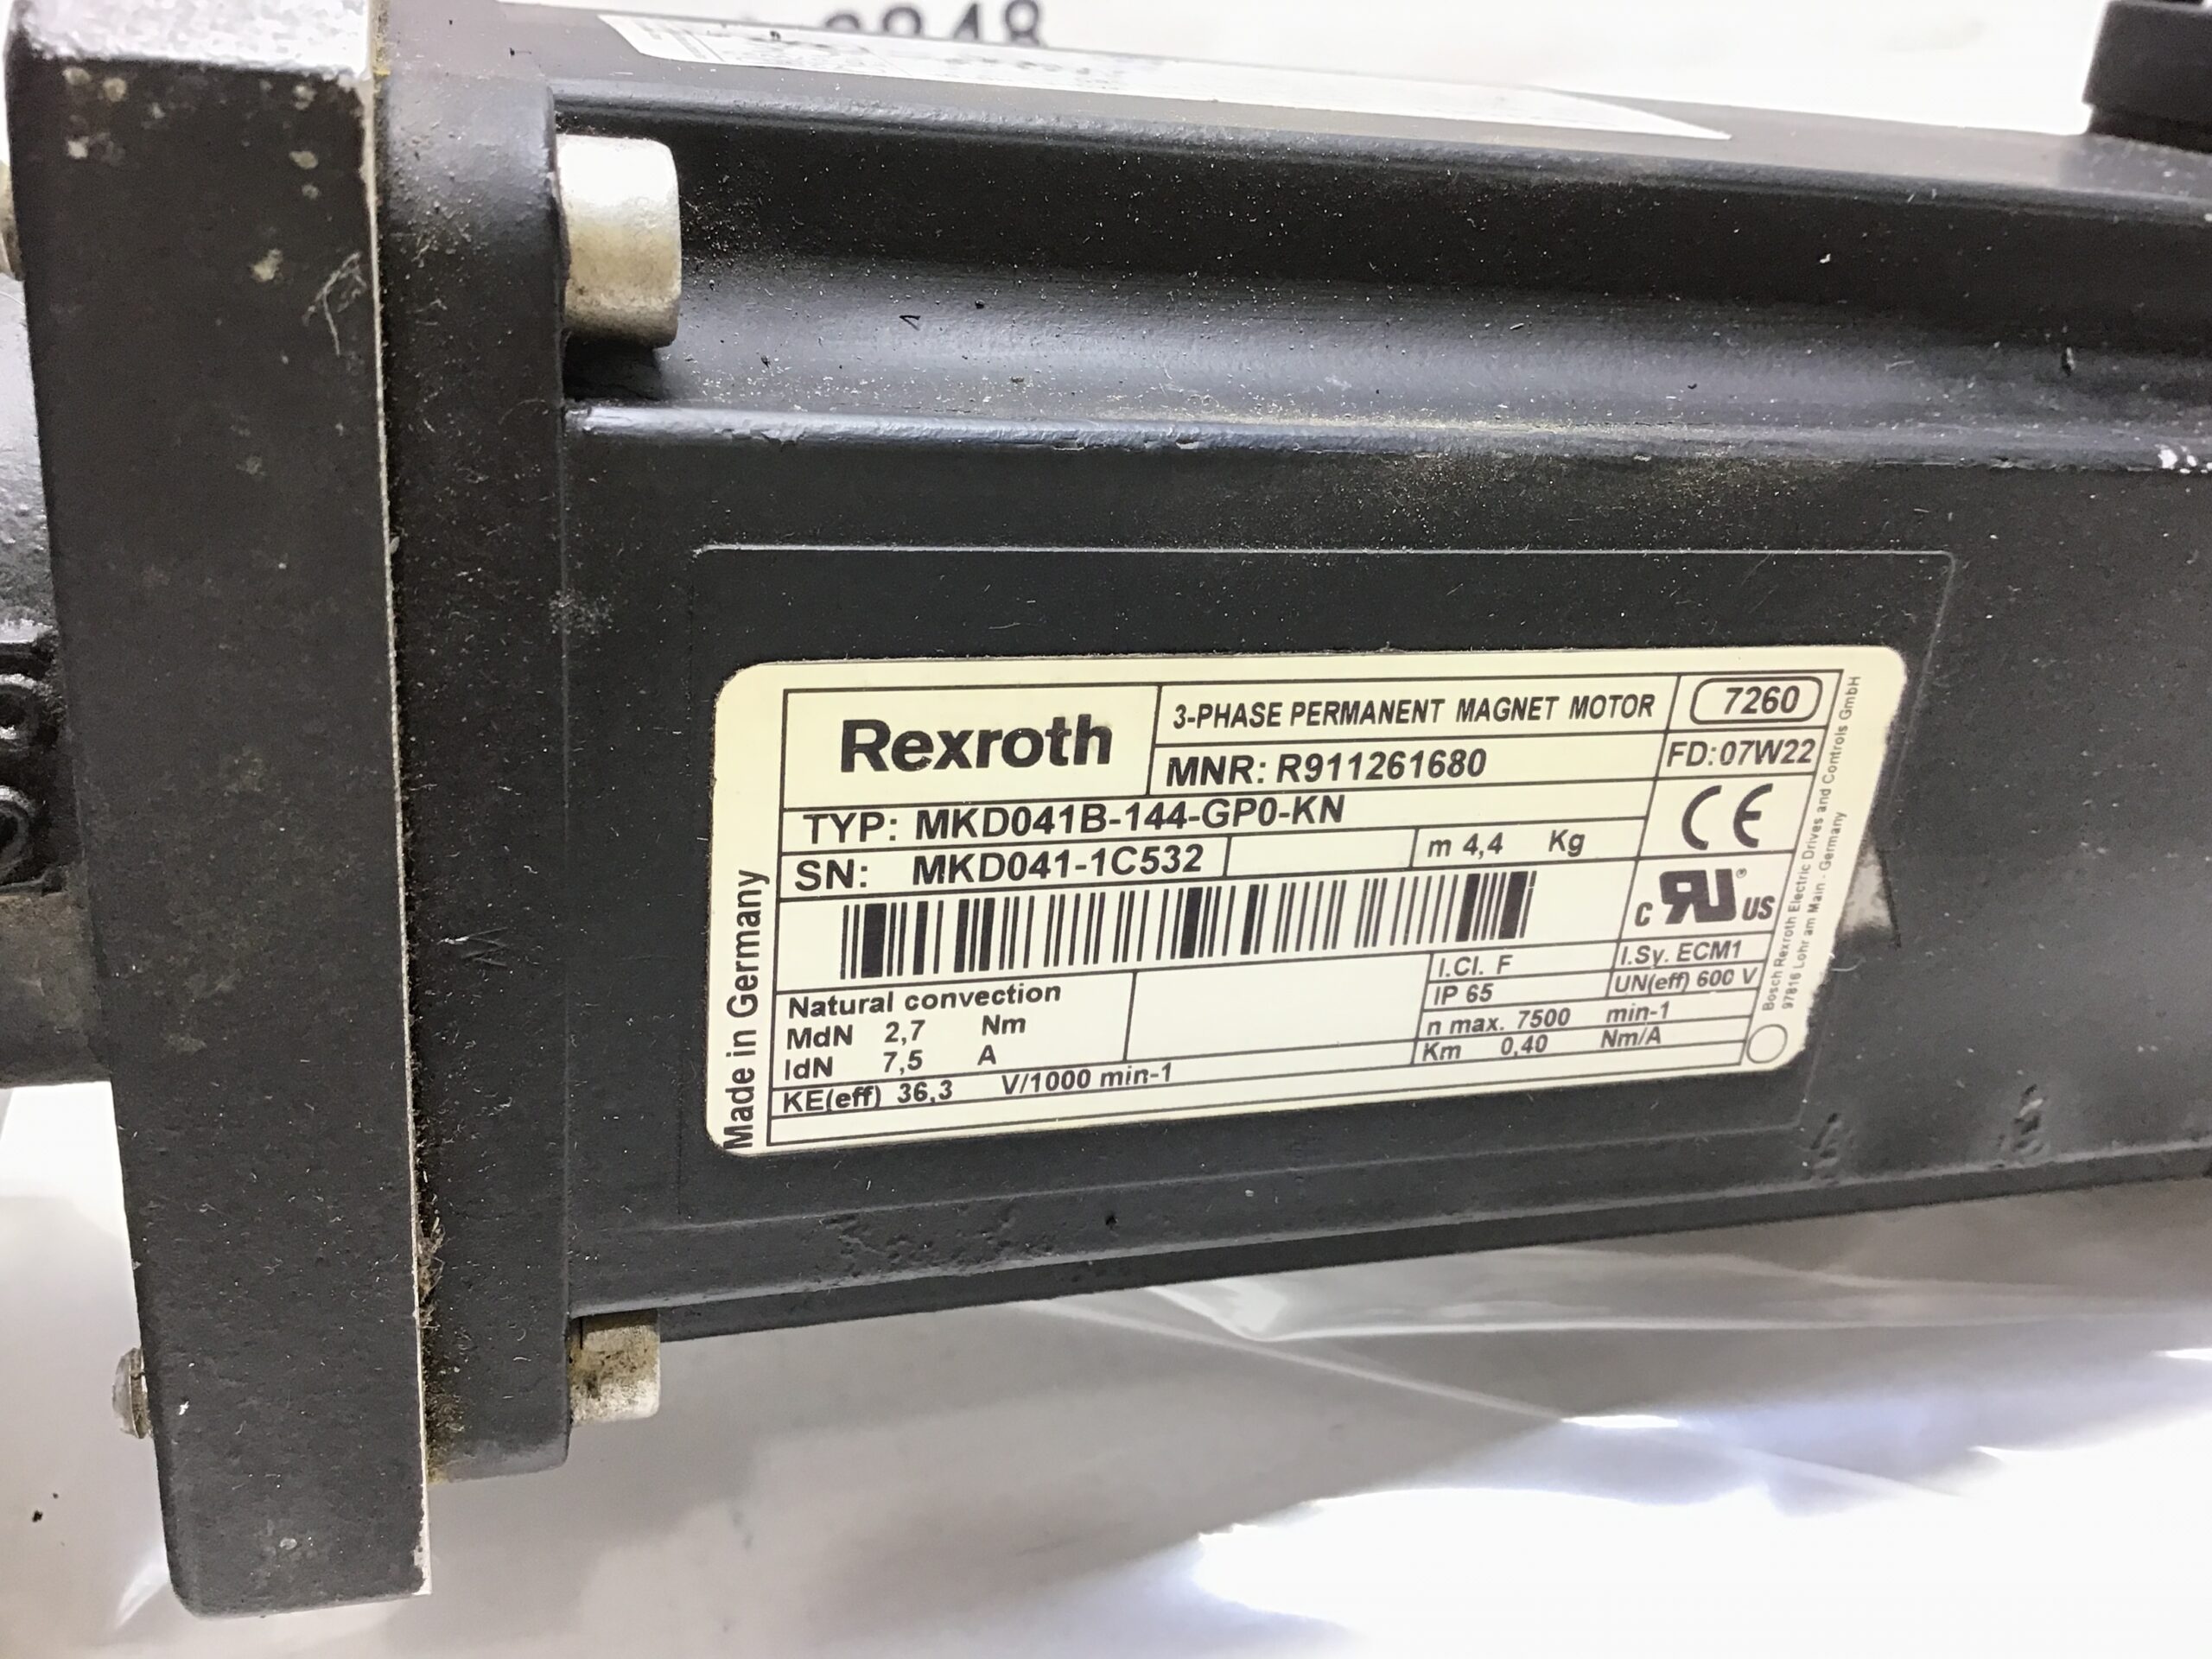 Rexroth
3-PHASE PERMANENT MAGNET MOTOR
7260
MNR: R911261680
FD: 07W22
TYP: MKD041B-144-GP0-KN
SN: MKD041-1C532
m 4,4 Kg
CE
c RU ® US
Natural convection
MdN 2,7 Nm
IdN 7,5 A
KE(eff) 36,3 V/1000 min-1
I.Cl. F
I.Sy. ECM1
IP 65
UN(eff) 600 V
n max. 7500 min-1
Km 0,40 Nm/A
Made in Germany
Bosch Rexroth Electric Drives and Controls GmbH
97816 Lohr am Main - Germany